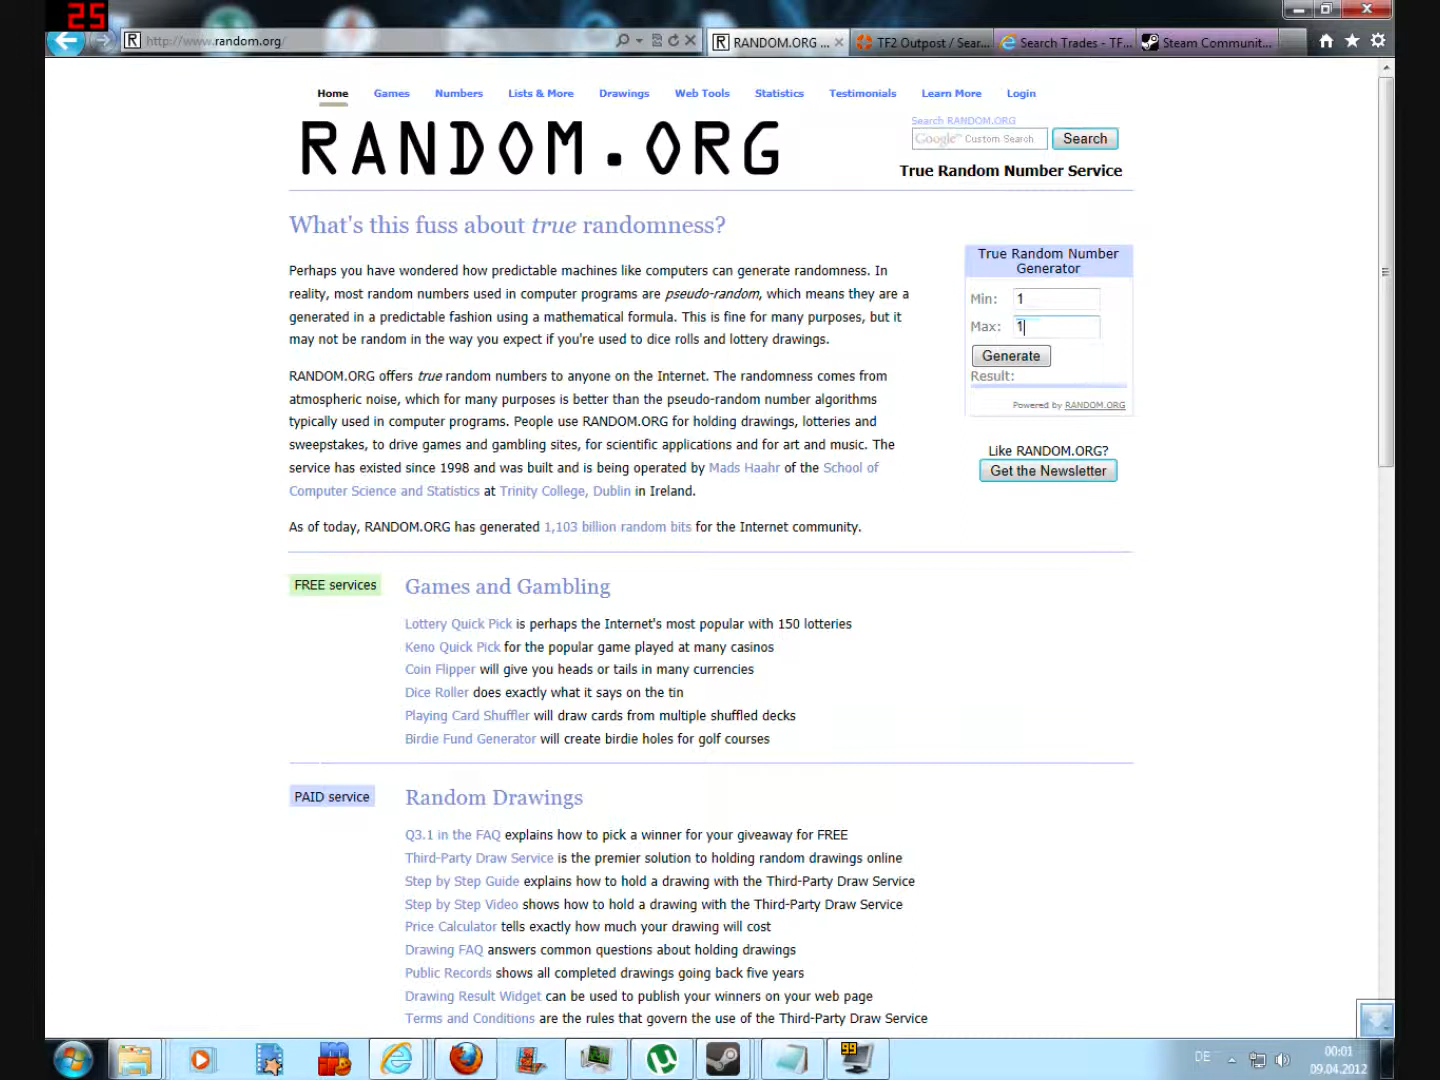 25
http://www.random.org/
RANDOM.ORG ...
TF2 Outpost / Sear...
Search Trades - TF...
Steam Communit...
Home Games Numbers Lists & More Drawings Web Tools Statistics Testimonials Learn More Login
RANDOM.ORG
Search RANDOM.ORG
Google™ Custom Search
Search
True Random Number Service
What's this fuss about true randomness?
Perhaps you have wondered how predictable machines like computers can generate randomness. In
reality, most random numbers used in computer programs are pseudo-random, which means they are a
generated in a predictable fashion using a mathematical formula. This is fine for many purposes, but it
may not be random in the way you expect if you're used to dice rolls and lottery drawings.
RANDOM.ORG offers true random numbers to anyone on the Internet. The randomness comes from
atmospheric noise, which for many purposes is better than the pseudo-random number algorithms
typically used in computer programs. People use RANDOM.ORG for holding drawings, lotteries and
sweepstakes, to drive games and gambling sites, for scientific applications and for art and music. The
service has existed since 1998 and was built and is being operated by Mads Haahr of the School of
Computer Science and Statistics at Trinity College, Dublin in Ireland.
As of today, RANDOM.ORG has generated 1,103 billion random bits for the Internet community.
True Random Number
Generator
Min: 1
Max: 1
Generate
Result:
Powered by RANDOM.ORG
Like RANDOM.ORG?
Get the Newsletter
FREE services
Games and Gambling
Lottery Quick Pick is perhaps the Internet's most popular with 150 lotteries
Keno Quick Pick for the popular game played at many casinos
Coin Flipper will give you heads or tails in many currencies
Dice Roller does exactly what it says on the tin
Playing Card Shuffler will draw cards from multiple shuffled decks
Birdie Fund Generator will create birdie holes for golf courses
PAID service
Random Drawings
Q3.1 in the FAQ explains how to pick a winner for your giveaway for FREE
Third-Party Draw Service is the premier solution to holding random drawings online
Step by Step Guide explains how to hold a drawing with the Third-Party Draw Service
Step by Step Video shows how to hold a drawing with the Third-Party Draw Service
Price Calculator tells exactly how much your drawing will cost
Drawing FAQ answers common questions about holding drawings
Public Records shows all completed drawings going back five years
Drawing Result Widget can be used to publish your winners on your web page
Terms and Conditions are the rules that govern the use of the Third-Party Draw Service
99
DE
00:01
09.04.2012